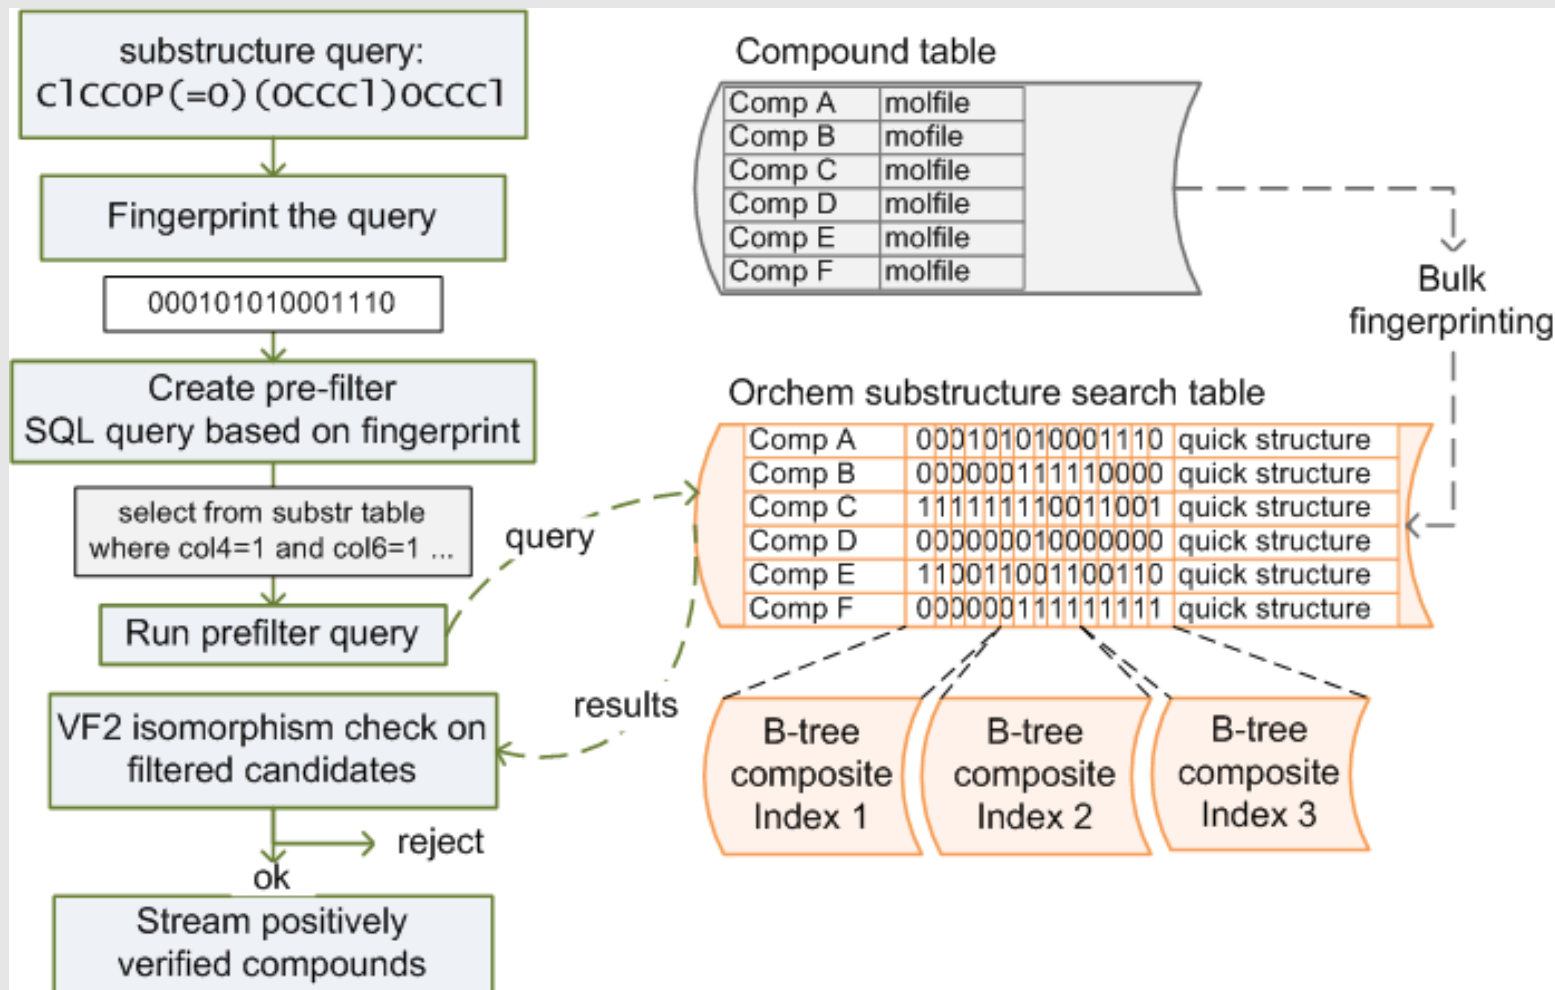 substructure query:
ClCCOP(=O)(OCCCl)OCCCl
Fingerprint the query
000101010001110
Create pre-filter
SQL query based on fingerprint
select from substr table
where col4=1 and col6=1 ...
Run prefilter query
VF2 isomorphism check on
filtered candidates
reject
ok
Stream positively
verified compounds
query
results
Compound table
Comp A molfile
Comp B mofile
Comp C molfile
Comp D molfile
Comp E molfile
Comp F molfile
Bulk
fingerprinting
Orchem substructure search table
Comp A 000101010001110 quick structure
Comp B 000000111110000 quick structure
Comp C 111111110011001 quick structure
Comp D 000000010000000 quick structure
Comp E 110011001100110 quick structure
Comp F 000000111111111 quick structure
B-tree
composite
Index 1
B-tree
composite
Index 2
B-tree
composite
Index 3